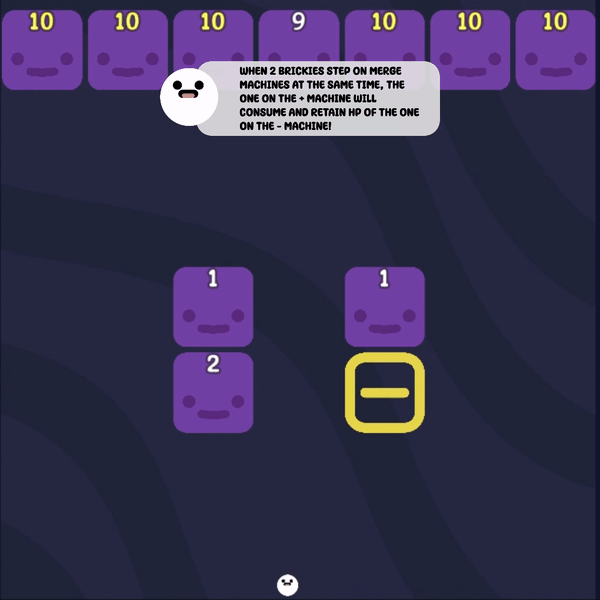 10 10 10 9 10 10 10
WHEN 2 BRICKIES STEP ON MERGE
MACHINES AT THE SAME TIME, THE
ONE ON THE + MACHINE WILL
CONSUME AND RETAIN HP OF THE ONE
ON THE - MACHINE!
1 1
2